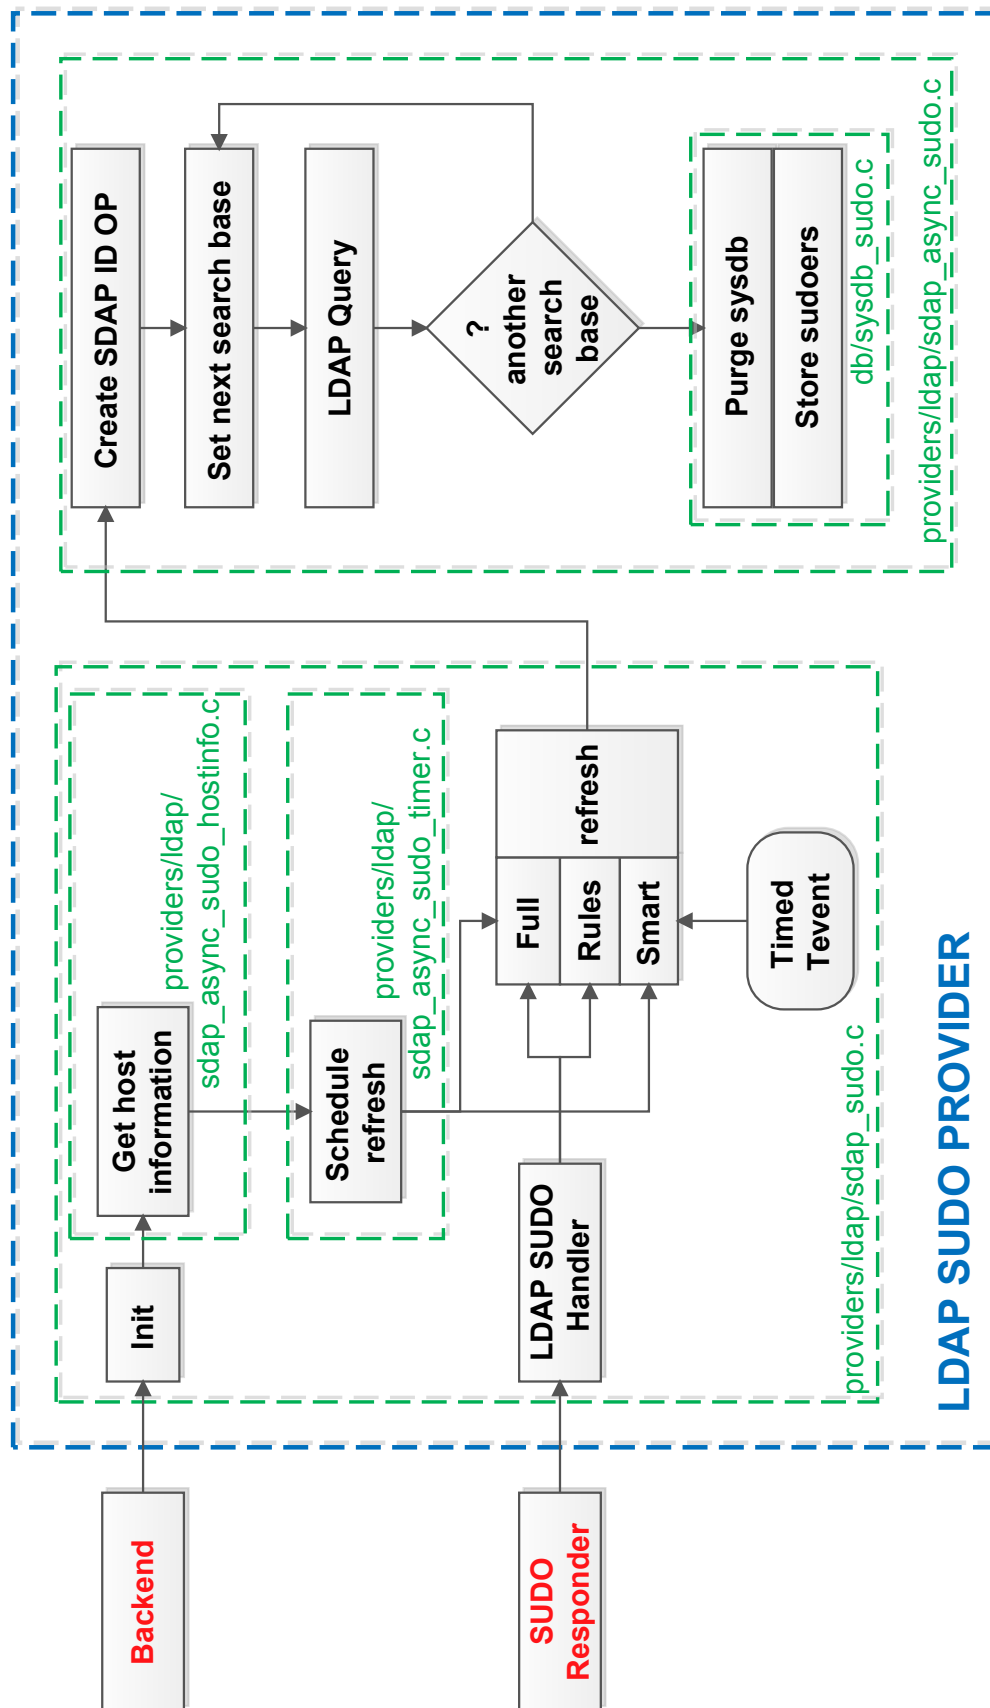 Backend
Init
Get host
information
providers/ldap/
sdap_async_sudo_hostinfo.c
Schedule
refresh
providers/ldap/
sdap_async_sudo_timer.c
SUDO
Responder
LDAP SUDO
Handler
Full
Rules
Smart
refresh
Timed
Tevent
providers/ldap/sdap_sudo.c
Create SDAP ID OP
Set next search base
LDAP Query
?
another
search
base
Purge sysdb
Store sudoers
db/sysdb_sudo.c
providers/ldap/sdap_async_sudo.c
LDAP SUDO PROVIDER